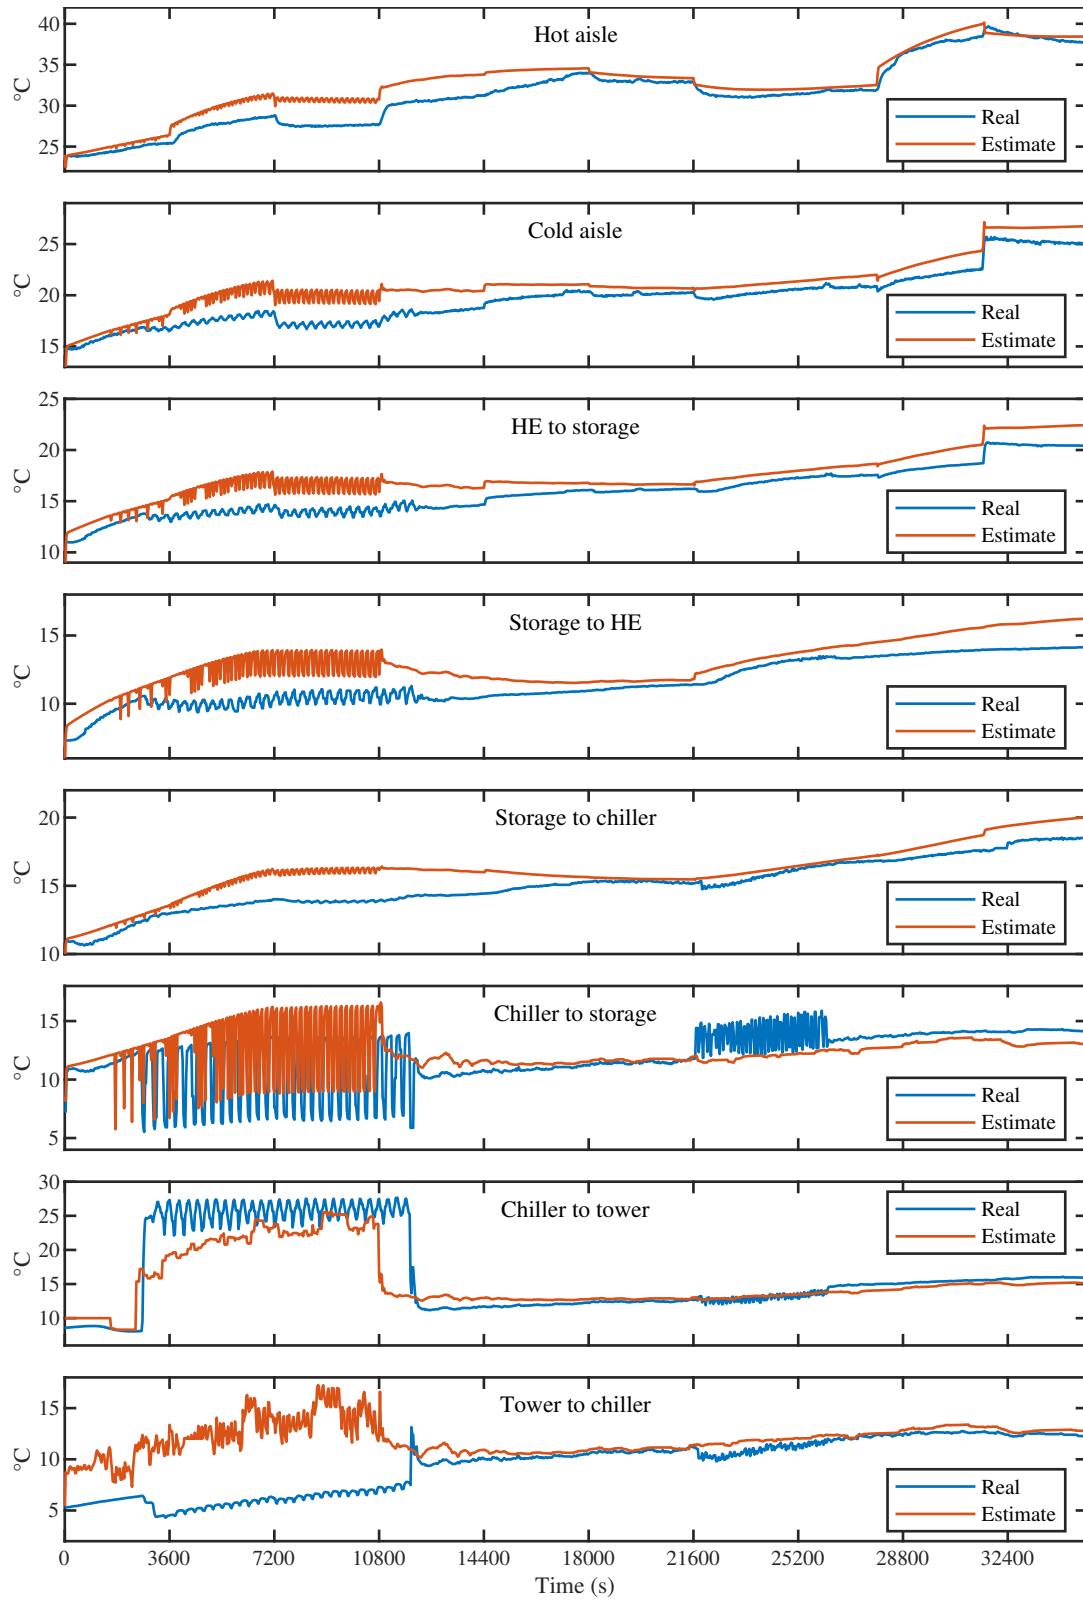 Hot aisle
40
35
30
25
°C
Real
Estimate
Cold aisle
25
20
15
°C
Real
Estimate
HE to storage
25
20
15
10
°C
Real
Estimate
Storage to HE
15
10
°C
Real
Estimate
Storage to chiller
20
15
10
°C
Real
Estimate
Chiller to storage
15
10
5
°C
Real
Estimate
Chiller to tower
30
25
20
15
10
°C
Real
Estimate
Tower to chiller
15
10
5
°C
Real
Estimate
0 3600 7200 10800 14400 18000 21600 25200 28800 32400
Time (s)